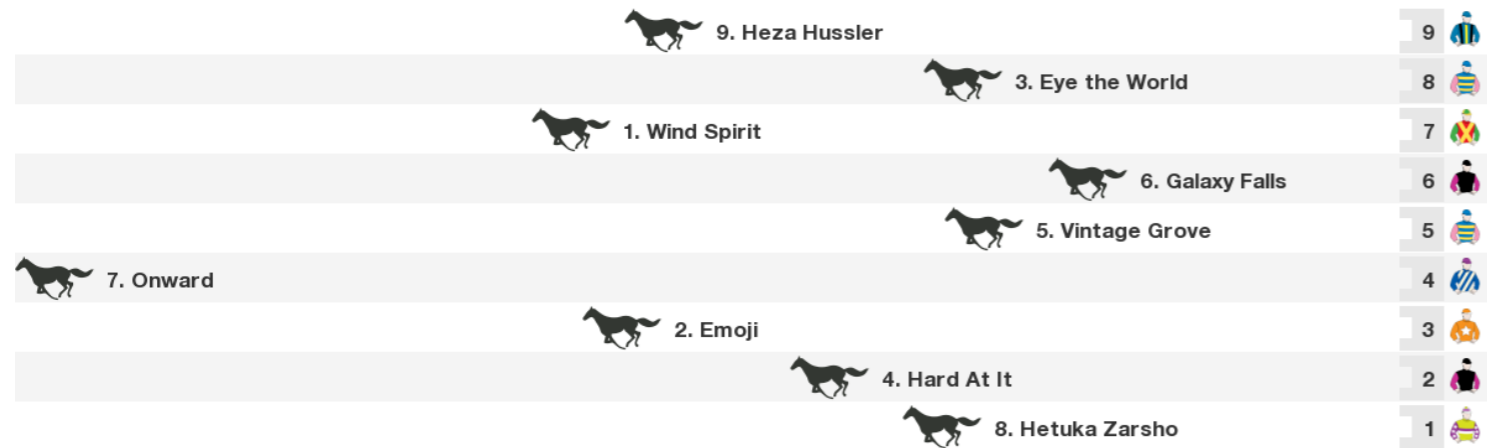 9. Heza Hussler 9
3. Eye the World 8
1. Wind Spirit 7
6. Galaxy Falls 6
5. Vintage Grove 5
7. Onward 4
2. Emoji 3
4. Hard At It 2
8. Hetuka Zarsho 1